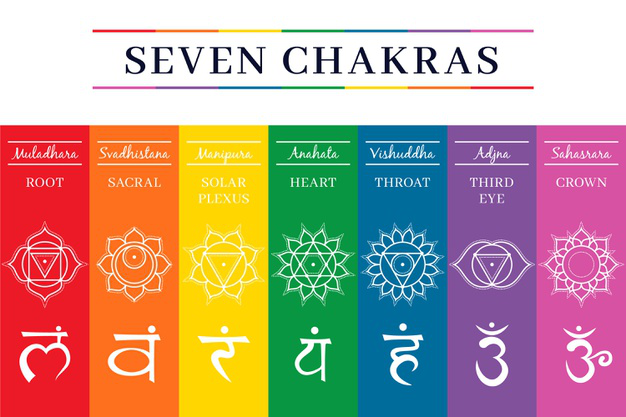 SEVEN CHAKRAS
Muladhara
ROOT
लं
Svadhistana
SACRAL
वं
Manipura
SOLAR
PLEXUS
रं
Anahata
HEART
यं
Vishuddha
THROAT
हं
Adjna
THIRD
EYE
ॐ
Sahasrara
CROWN
ॐ